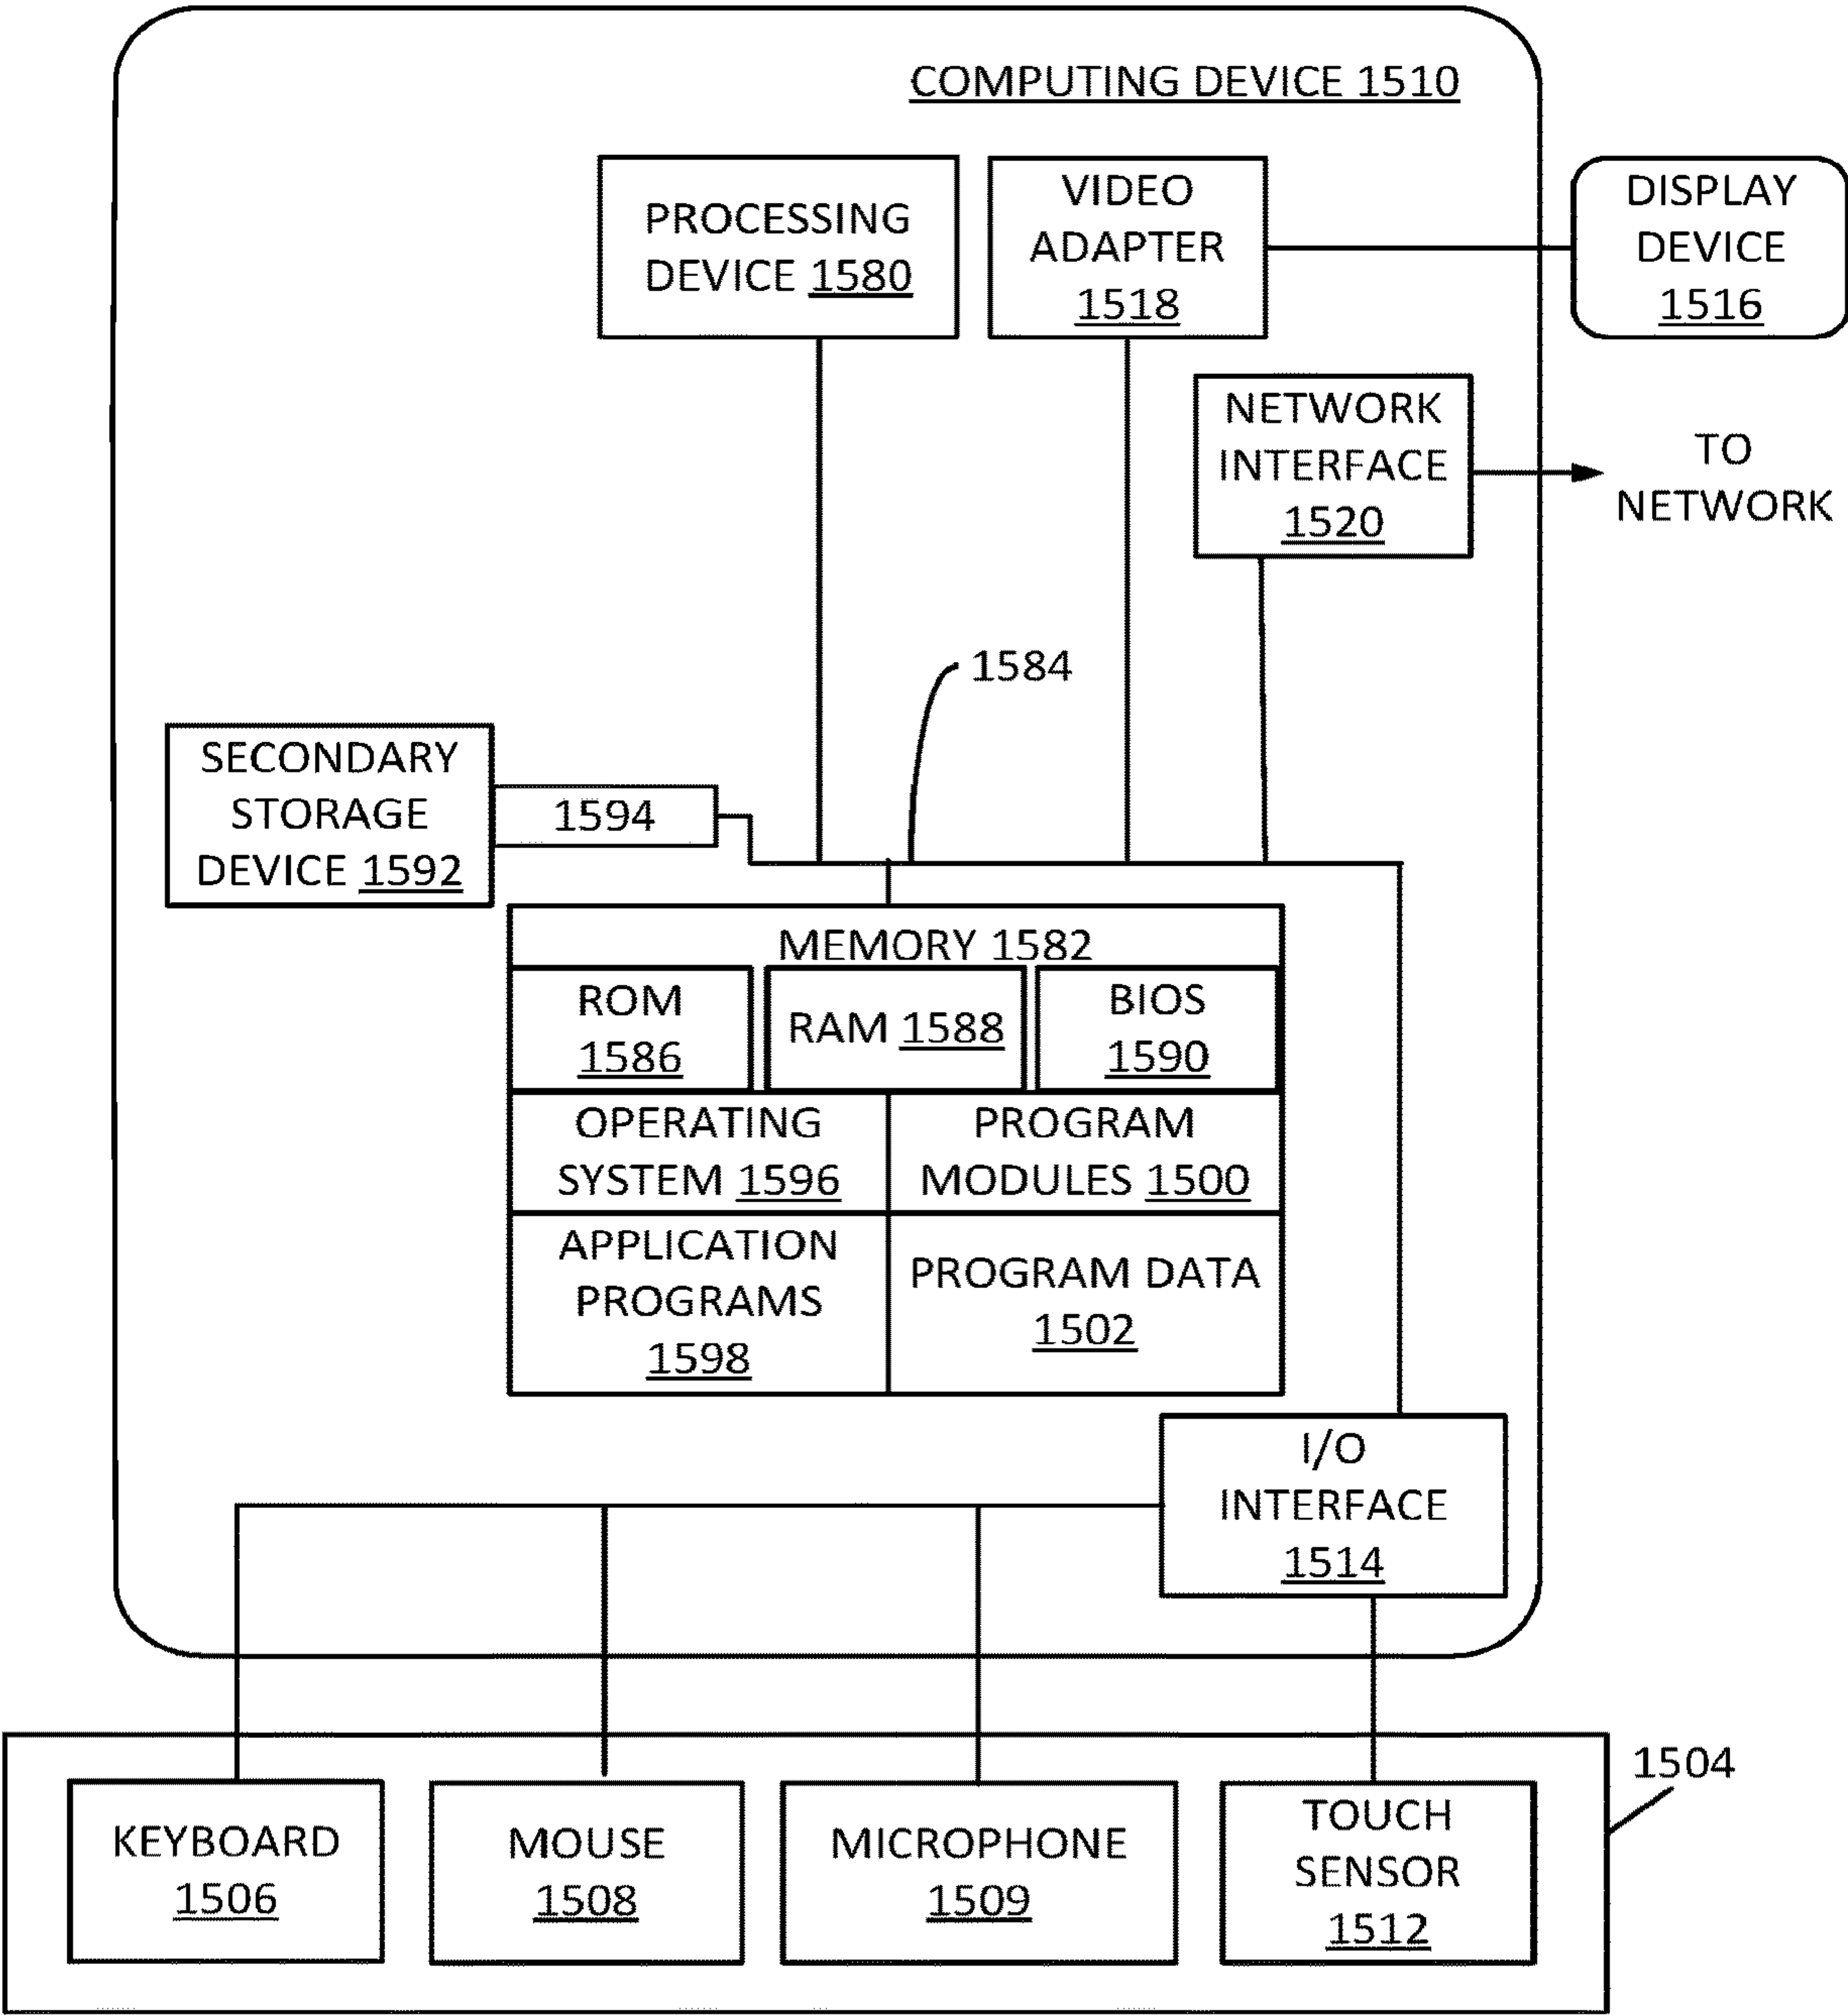 COMPUTING DEVICE 1510
PROCESSING
DEVICE 1580
VIDEO
ADAPTER
1518
DISPLAY
DEVICE
1516
NETWORK
INTERFACE
1520
TO
NETWORK
1584
SECONDARY
STORAGE
DEVICE 1592
1594
MEMORY 1582
ROM
1586
RAM 1588
BIOS
1590
OPERATING
SYSTEM 1596
PROGRAM
MODULES 1500
APPLICATION
PROGRAMS
1598
PROGRAM DATA
1502
I/O
INTERFACE
1514
1504
KEYBOARD
1506
MOUSE
1508
MICROPHONE
1509
TOUCH
SENSOR
1512